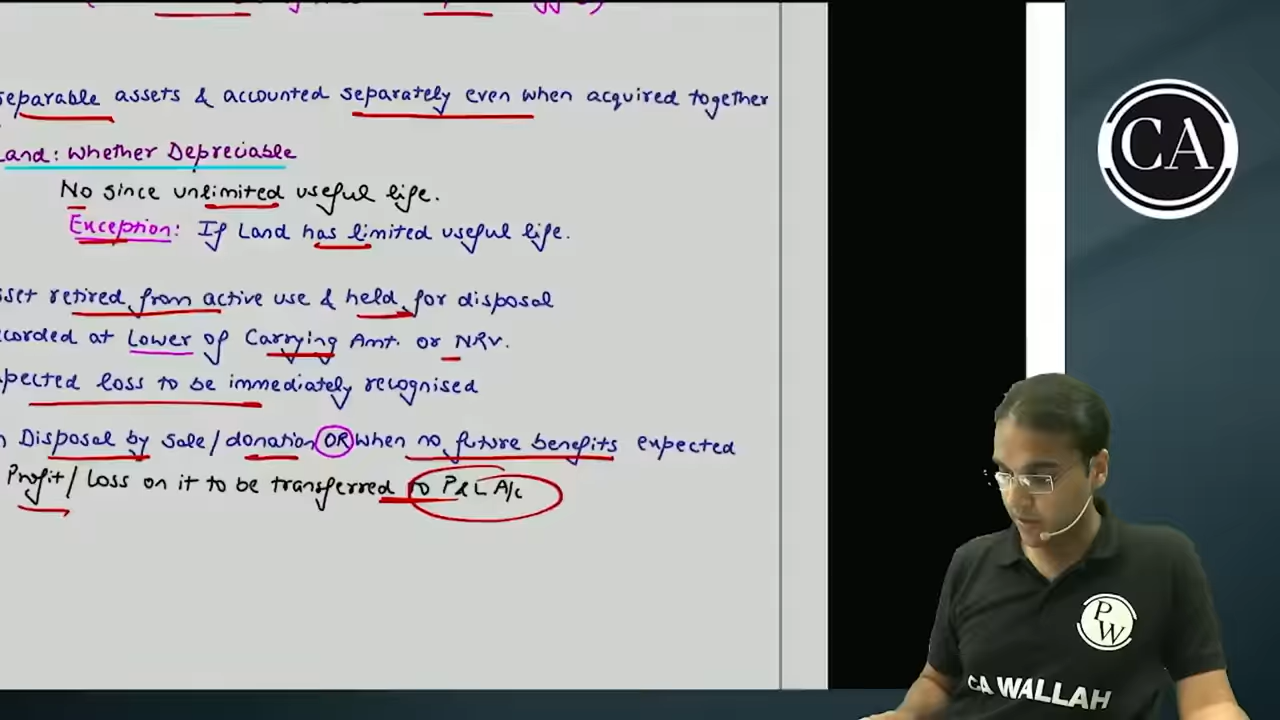 separable assets & accounted separately even when acquired together
Land: Whether Depreciable
No since unlimited useful life.
Exception: If Land has limited useful life.
sset retired from active use & held for disposal
ecorded at Lower of Carrying Amt. or NRV.
pected loss to be immediately recognised
n Disposal by sale/donation OR when no future benefits expected
Profit/Loss on it to be transferred to P&L A/c
CA
PW
CA WALLAH